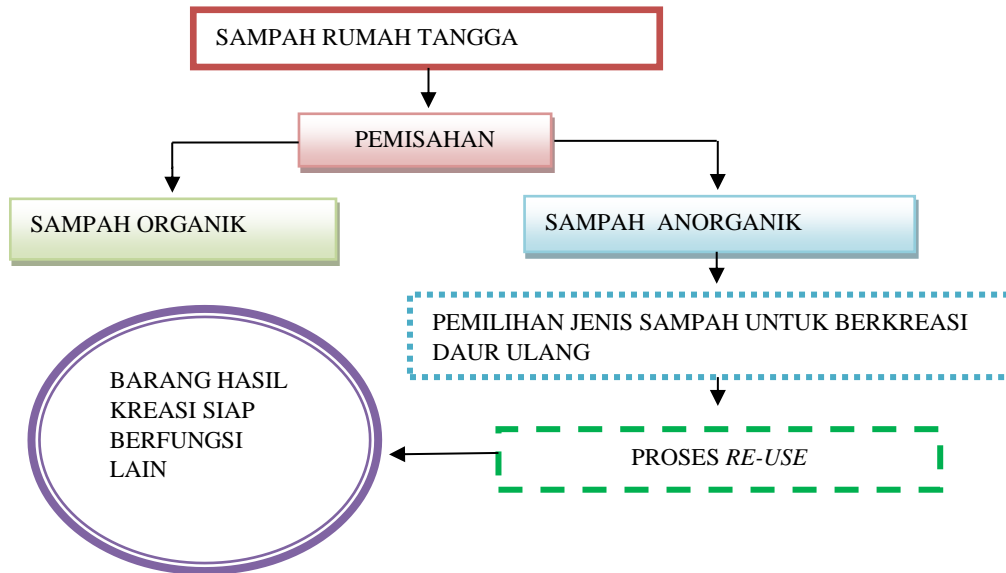 SAMPAH RUMAH TANGGA
PEMISAHAN
SAMPAH ORGANIK
SAMPAH ANORGANIK
PEMILIHAN JENIS SAMPAH UNTUK BERKREASI
DAUR ULANG
PROSES RE-USE
BARANG HASIL
KREASI SIAP
BERFUNGSI
LAIN